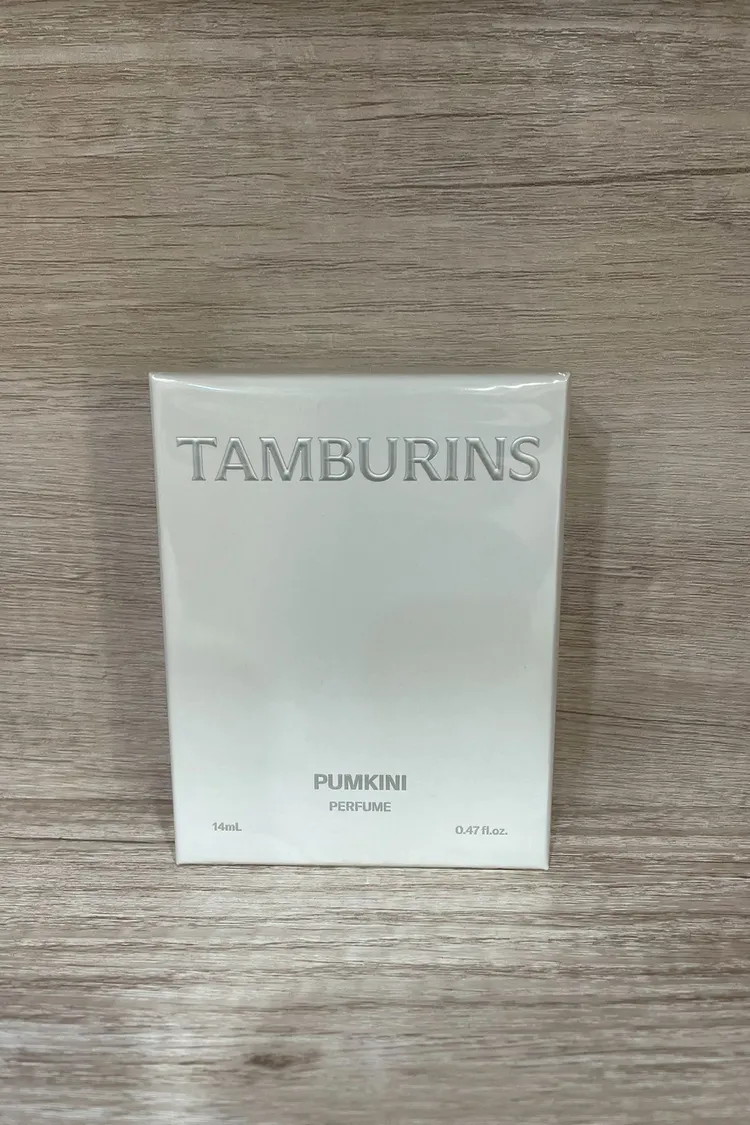 TAMBURINS
PUMKINI
PERFUME
14mL 0.47 fl.oz.